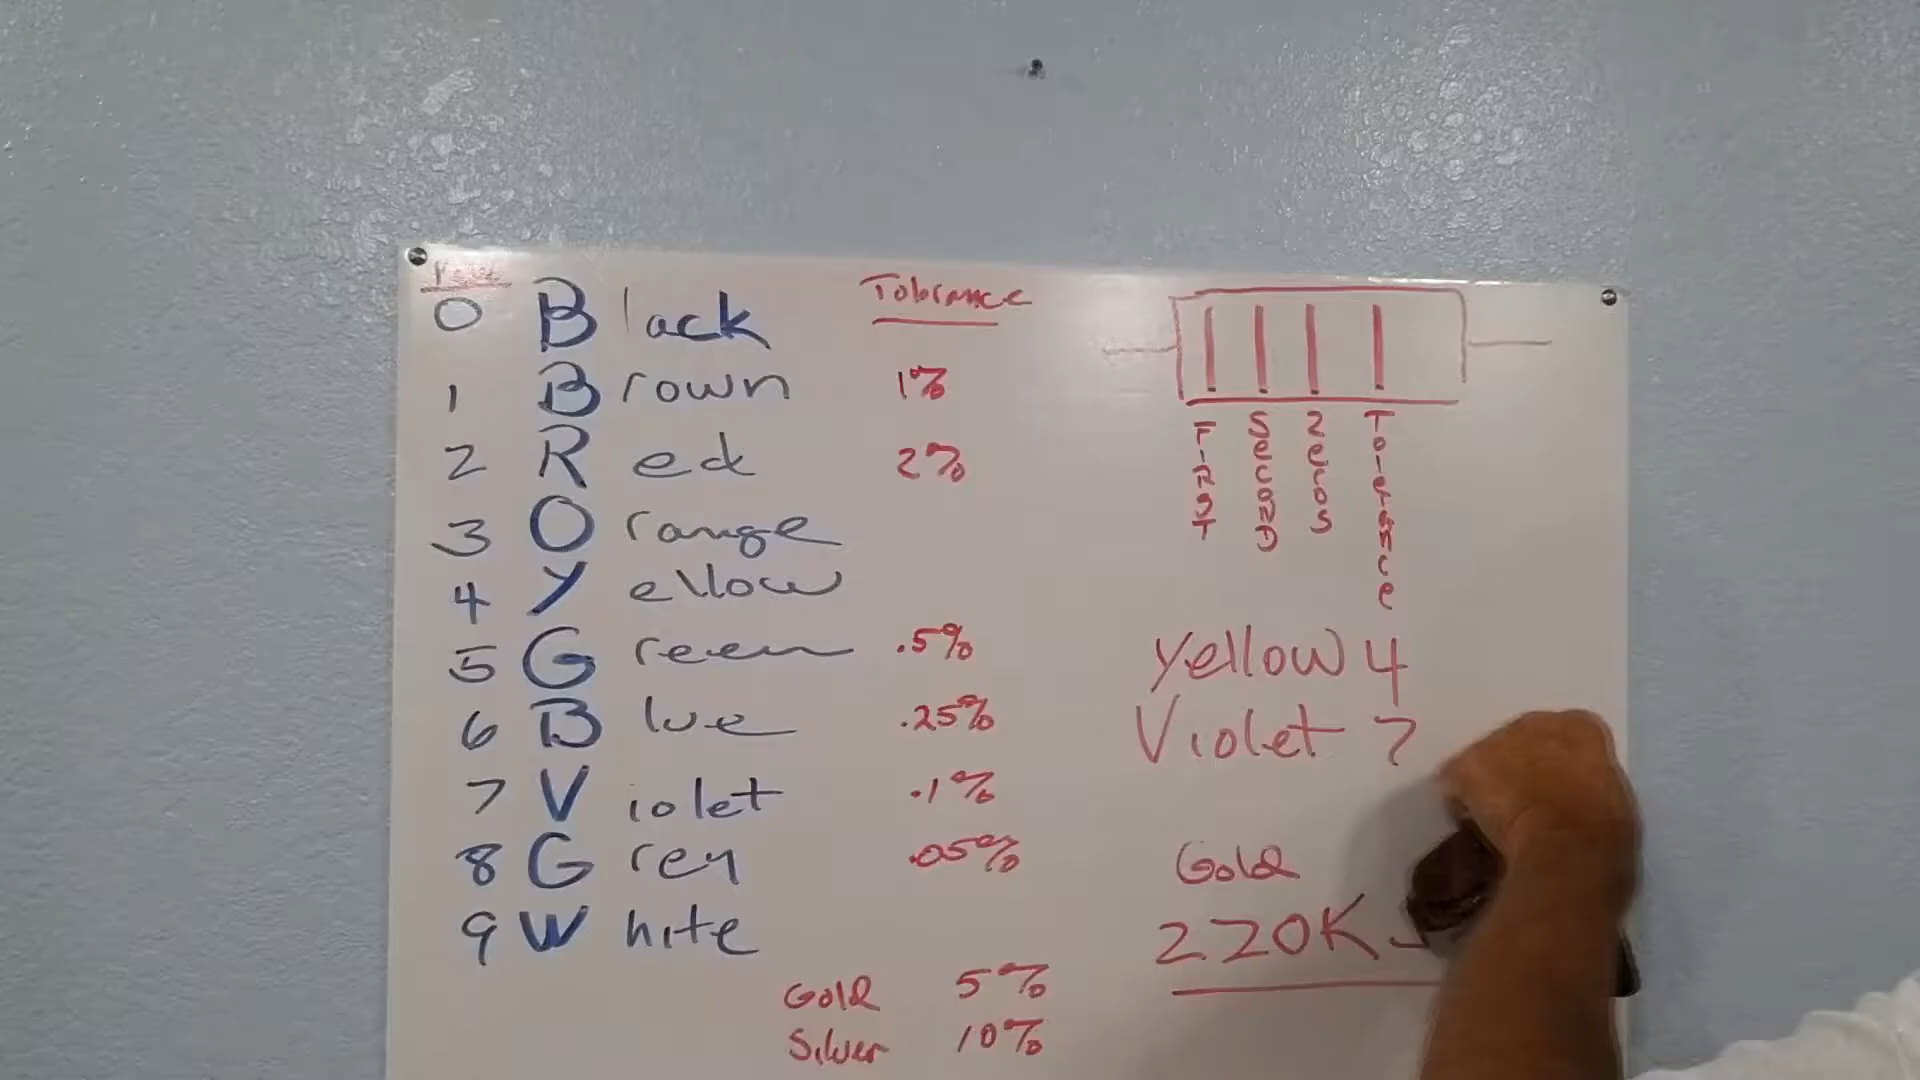 0 Black
1 Brown
2 Red
3 Orange
4 Yellow
5 Green
6 Blue
7 Violet
8 Grey
9 White
Tolerance
1%
2%
.5%
.25%
.1%
.05%
Gold 5%
Silver 10%
FIRST
SecoND
Zeros
Tolerence
Yellow 4
Violet 7
Gold
220K